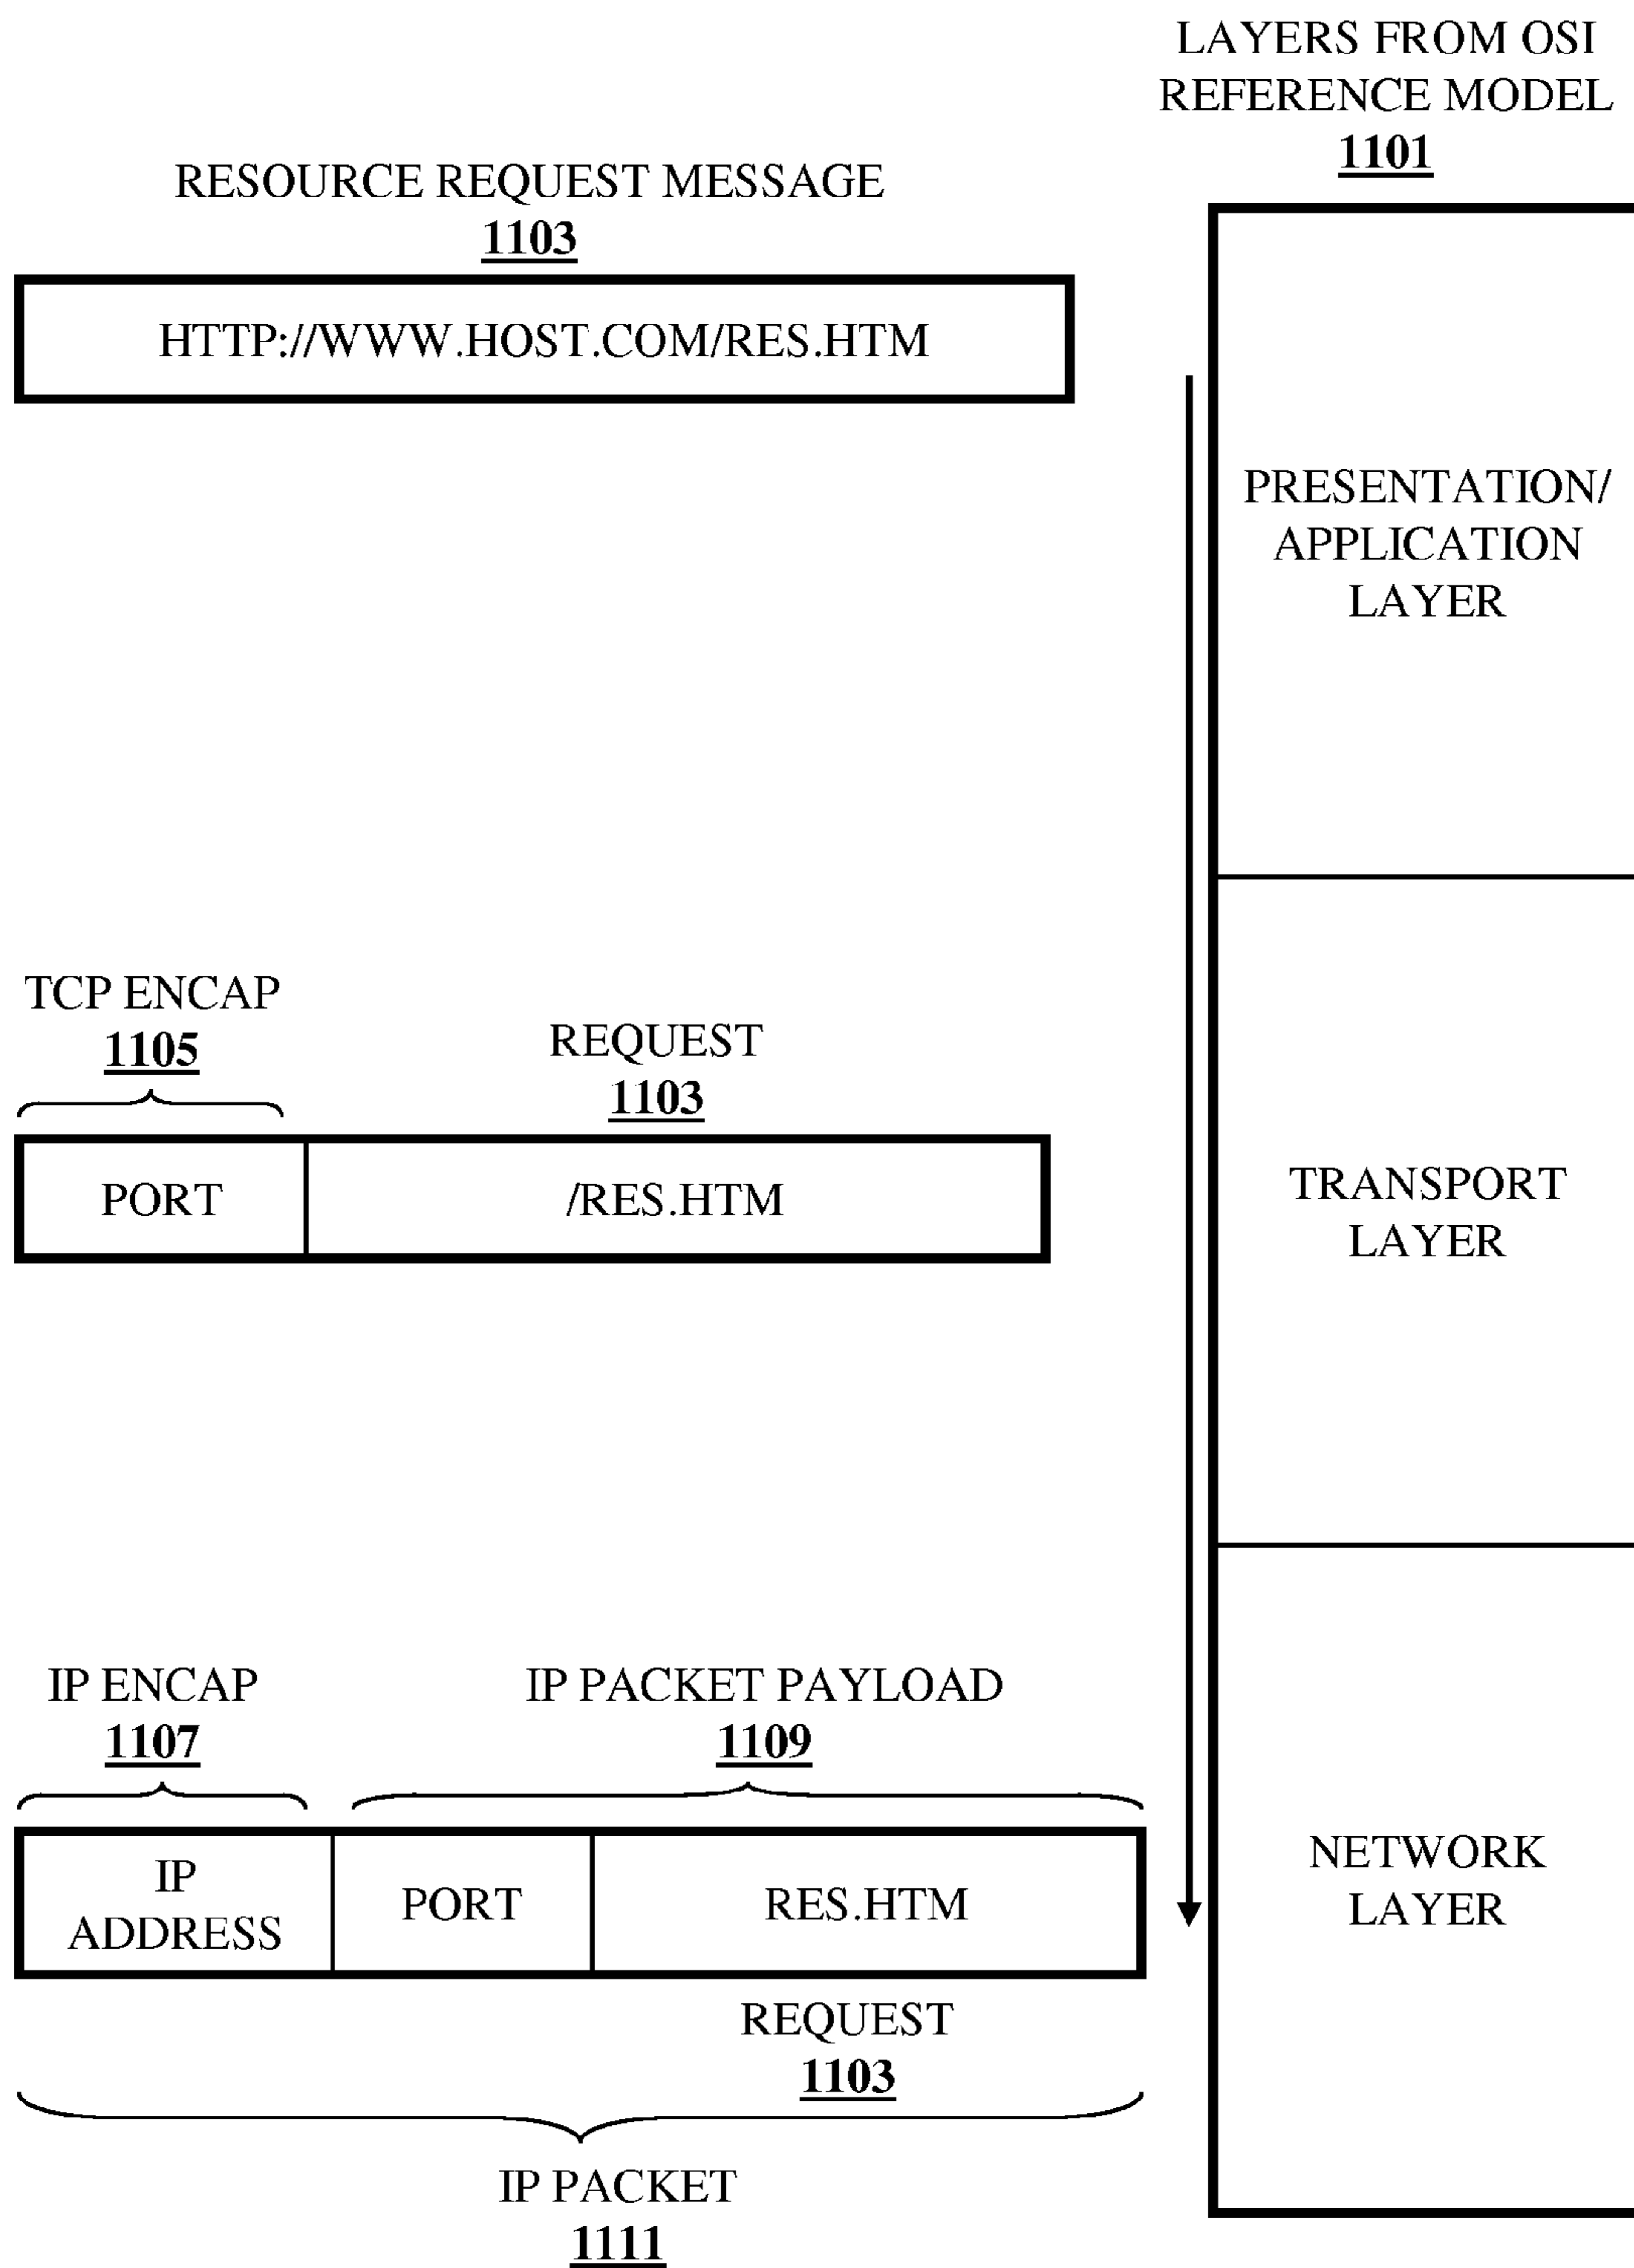 LAYERS FROM OSI
REFERENCE MODEL
1101
RESOURCE REQUEST MESSAGE
1103
HTTP://WWW.HOST.COM/RES.HTM
PRESENTATION/
APPLICATION
LAYER
TCP ENCAP
1105
REQUEST
1103
PORT
/RES.HTM
TRANSPORT
LAYER
IP ENCAP
1107
IP PACKET PAYLOAD
1109
IP
ADDRESS
PORT
RES.HTM
NETWORK
LAYER
REQUEST
1103
IP PACKET
1111